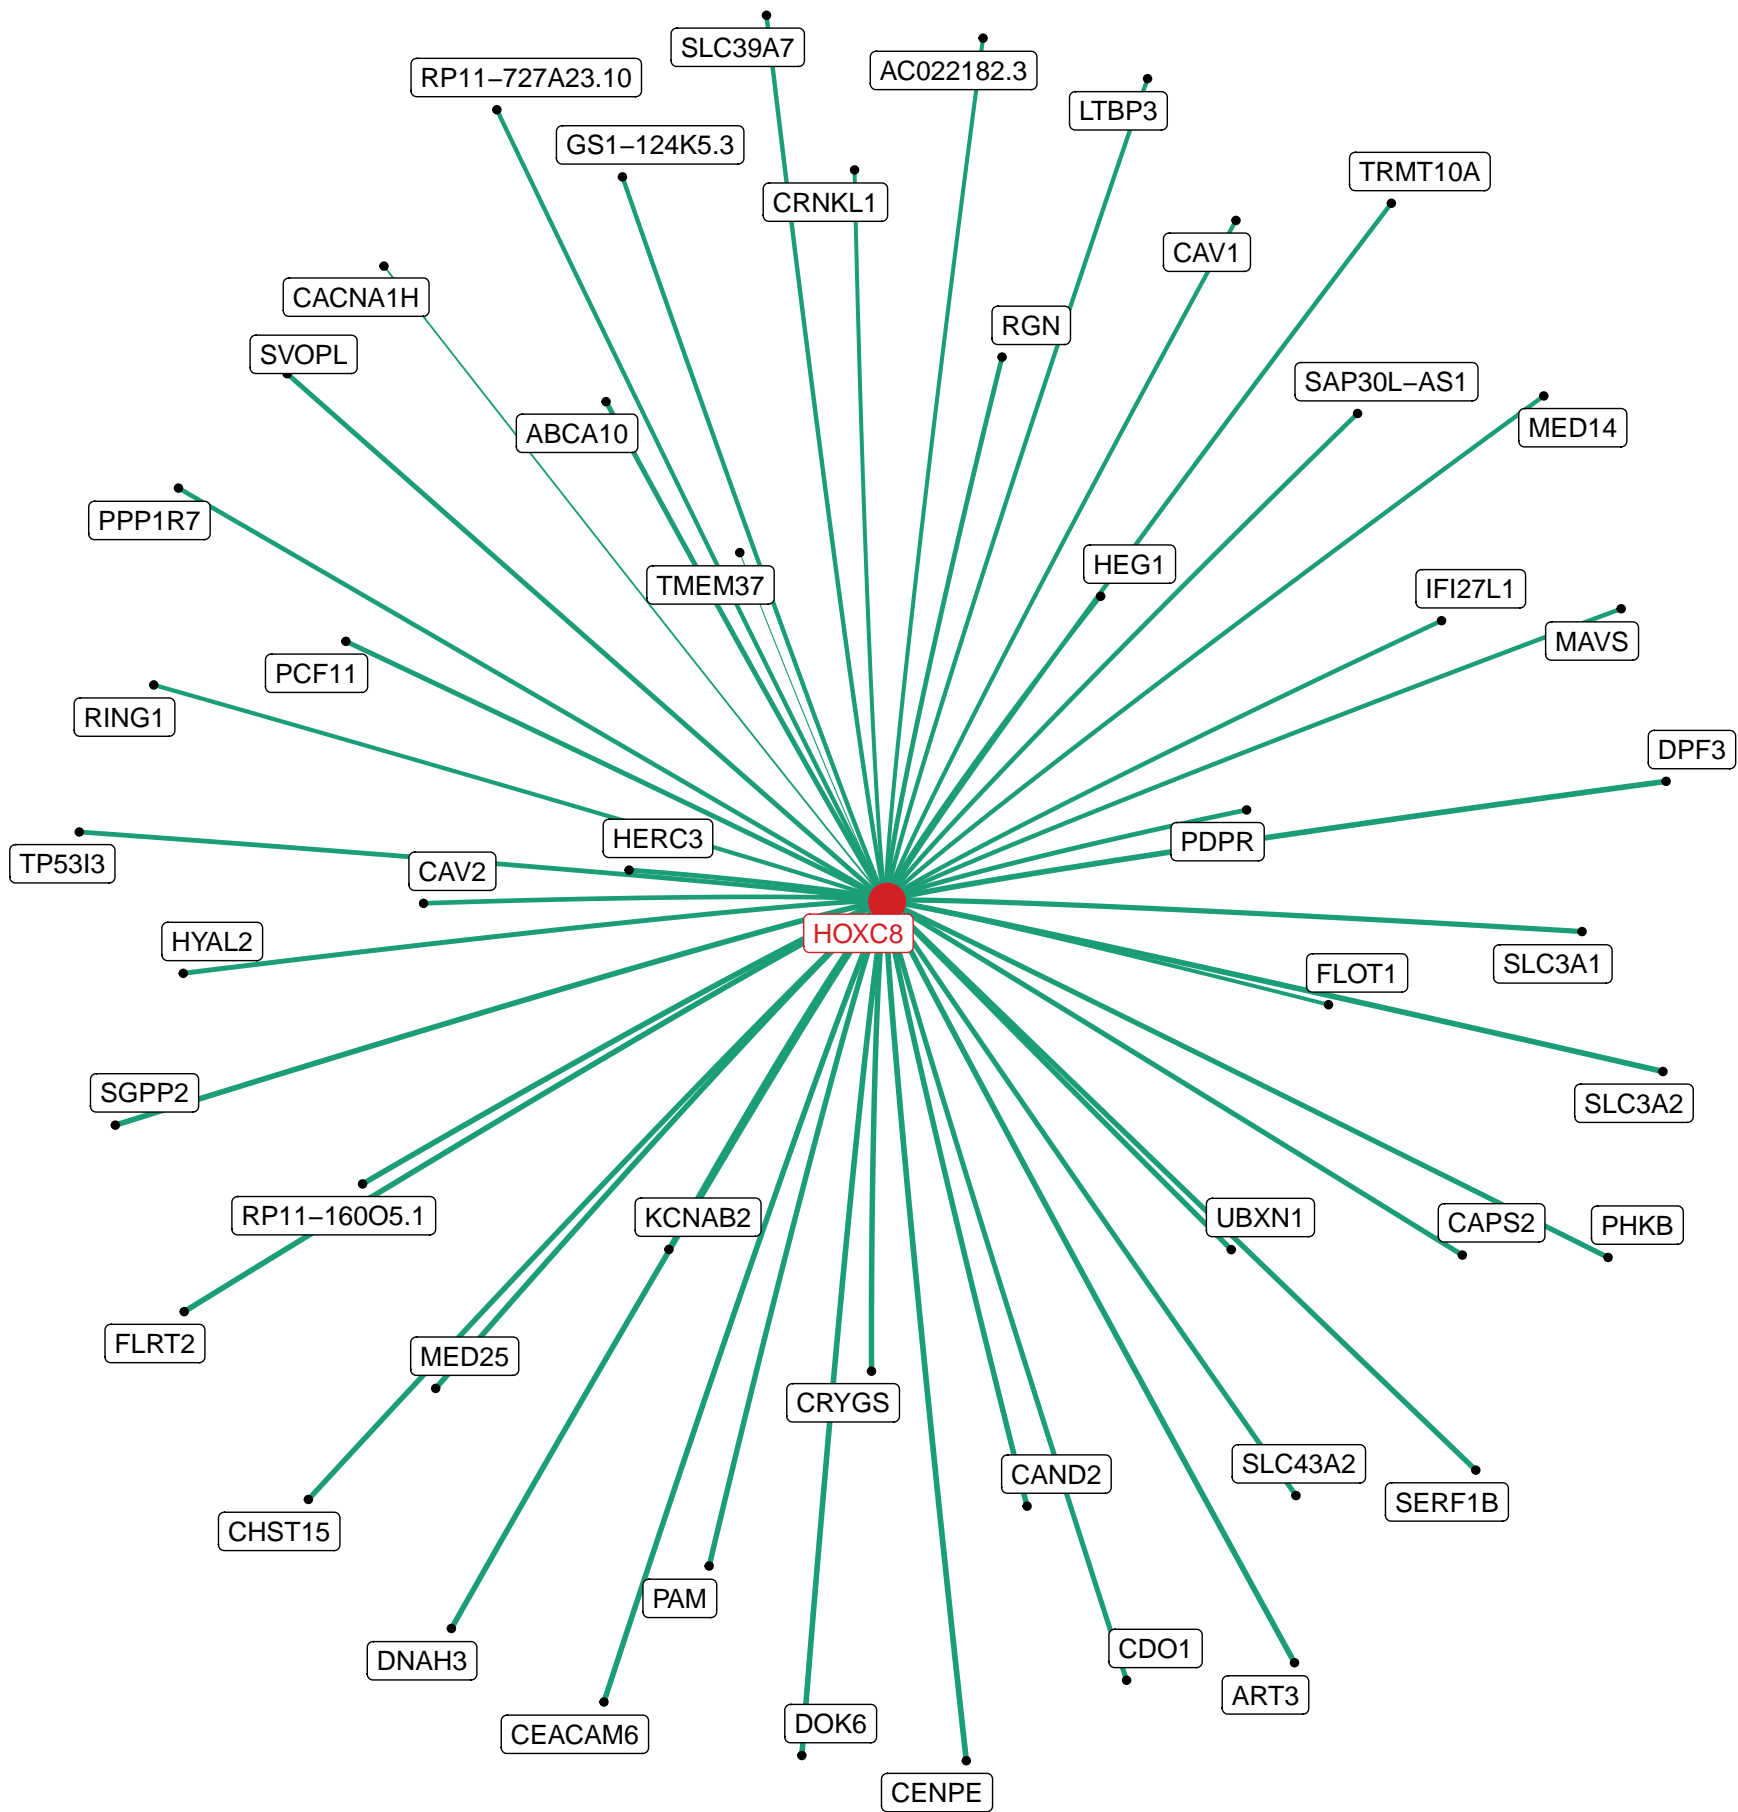 SLC39A7
AC022182.3
RP11−727A23.10
LTBP3
GS1−124K5.3
TRMT10A
CRNKL1
CAV1
CACNA1H
RGN
SVOPL
SAP30L−AS1
MED14
ABCA10
PPP1R7
HEG1
TMEM37
IFI27L1
MAVS
PCF11
RING1
DPF3
HERC3
PDPR
TP53I3
CAV2
HOXC8
HYAL2
SLC3A1
FLOT1
SGPP2
SLC3A2
RP11−160O5.1
KCNAB2
UBXN1
CAPS2
PHKB
FLRT2
MED25
CRYGS
SLC43A2
CAND2
SERF1B
CHST15
PAM
CDO1
DNAH3
ART3
DOK6
CEACAM6
CENPE